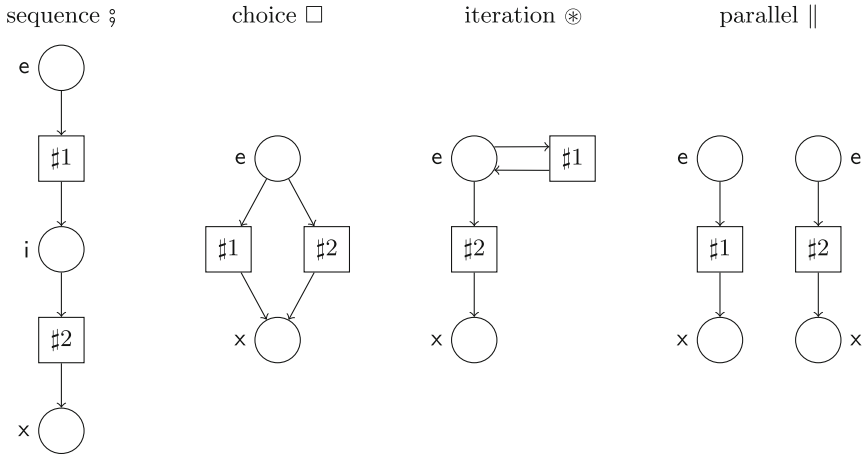 sequence ⨟
choice □
iteration ⊛
parallel ∥
e
♯1
i
♯2
x
e
♯1 ♯2
x
e ♯1
♯2
x
e e
♯1 ♯2
x x